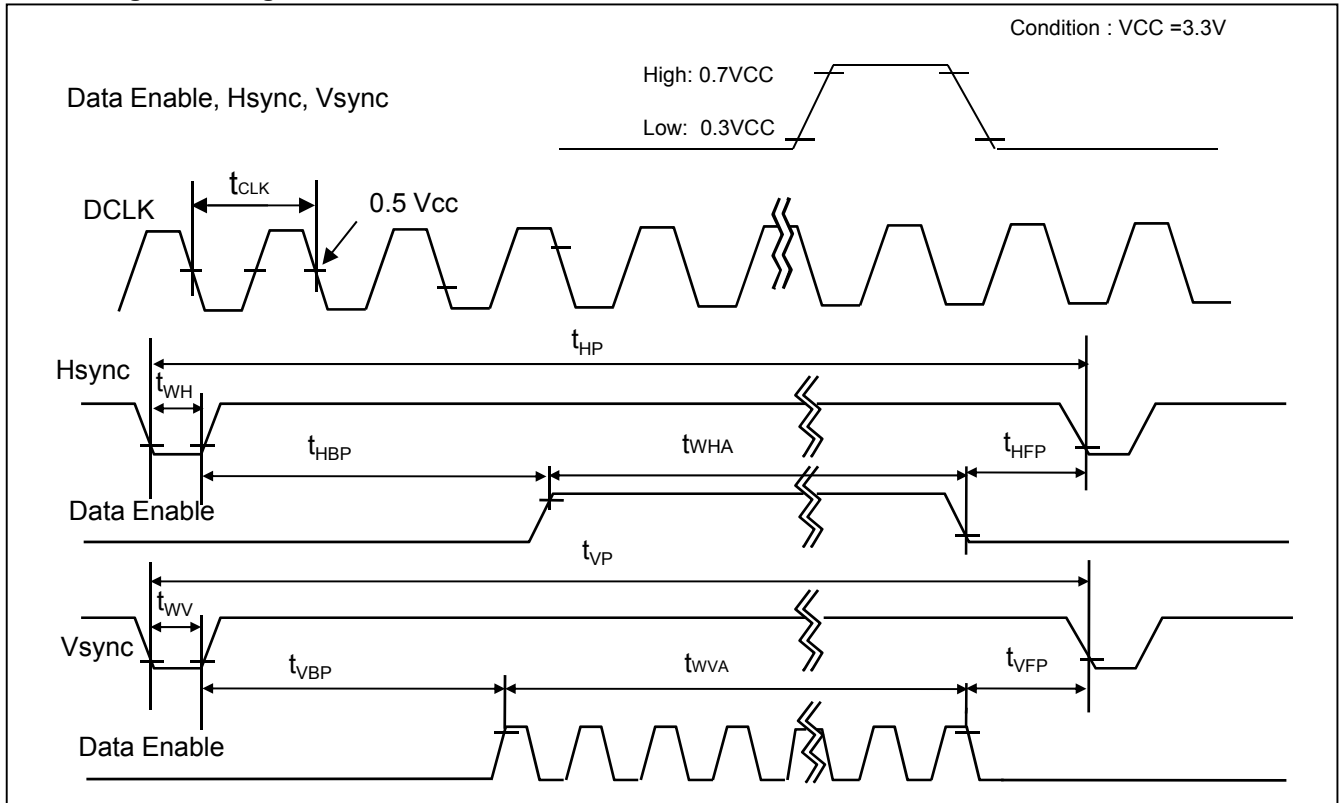 Condition : VCC =3.3V
High: 0.7VCC
Data Enable, Hsync, Vsync
Low: 0.3VCC
tCLK
DCLK
0.5 Vcc
tHP
Hsync
tWH
tHBP
tWHA
tHFP
Data Enable
tVP
tWV
Vsync
tVBP
tWVA
tVFP
Data Enable